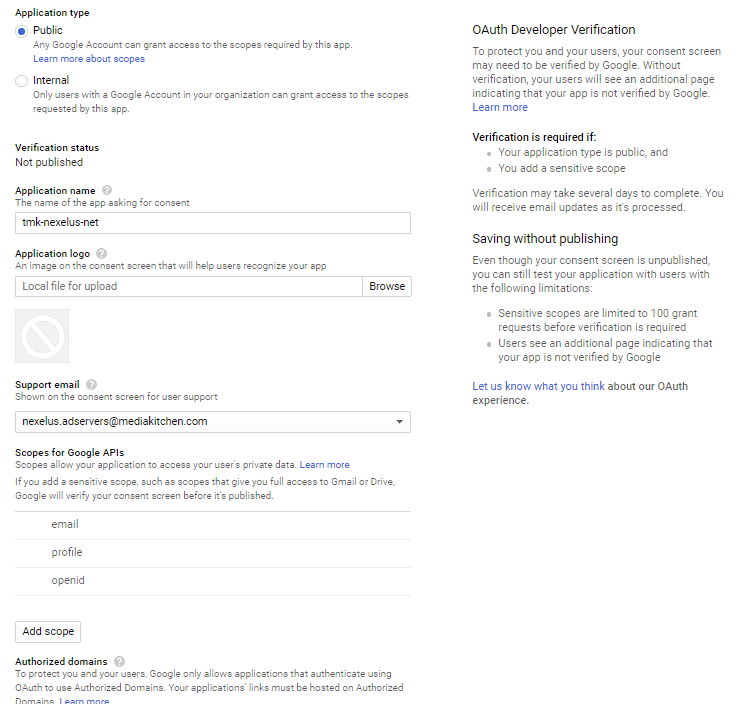 Application type
Public
Any Google Account can grant access to the scopes required by this app.
Learn more about scopes
Internal
Only users with a Google Account in your organization can grant access to the scopes
requested by this app.
Verification status
Not published
Application name
The name of the app asking for consent
tmk-nexelus-net
Application logo
An image on the consent screen that will help users recognize your app
Local file for upload
Browse
Support email
Shown on the consent screen for user support
nexelus.adservers@mediakitchen.com
Scopes for Google APIs
Scopes allow your application to access your user's private data. Learn more
If you add a sensitive scope, such as scopes that give you full access to Gmail or Drive,
Google will verify your consent screen before it's published.
email
profile
openid
Add scope
Authorized domains
To protect you and your users, Google only allows applications that authenticate using
OAuth to use Authorized Domains. Your applications' links must be hosted on Authorized
Domains. Learn more
OAuth Developer Verification
To protect you and your users, your consent screen
may need to be verified by Google. Without
verification, your users will see an additional page
indicating that your app is not verified by Google.
Learn more
Verification is required if:
Your application type is public, and
You add a sensitive scope
Verification may take several days to complete. You
will receive email updates as it's processed.
Saving without publishing
Even though your consent screen is unpublished,
you can still test your application with users with
the following limitations:
Sensitive scopes are limited to 100 grant
requests before verification is required
Users see an additional page indicating that
your app is not verified by Google
Let us know what you think about our OAuth
experience.